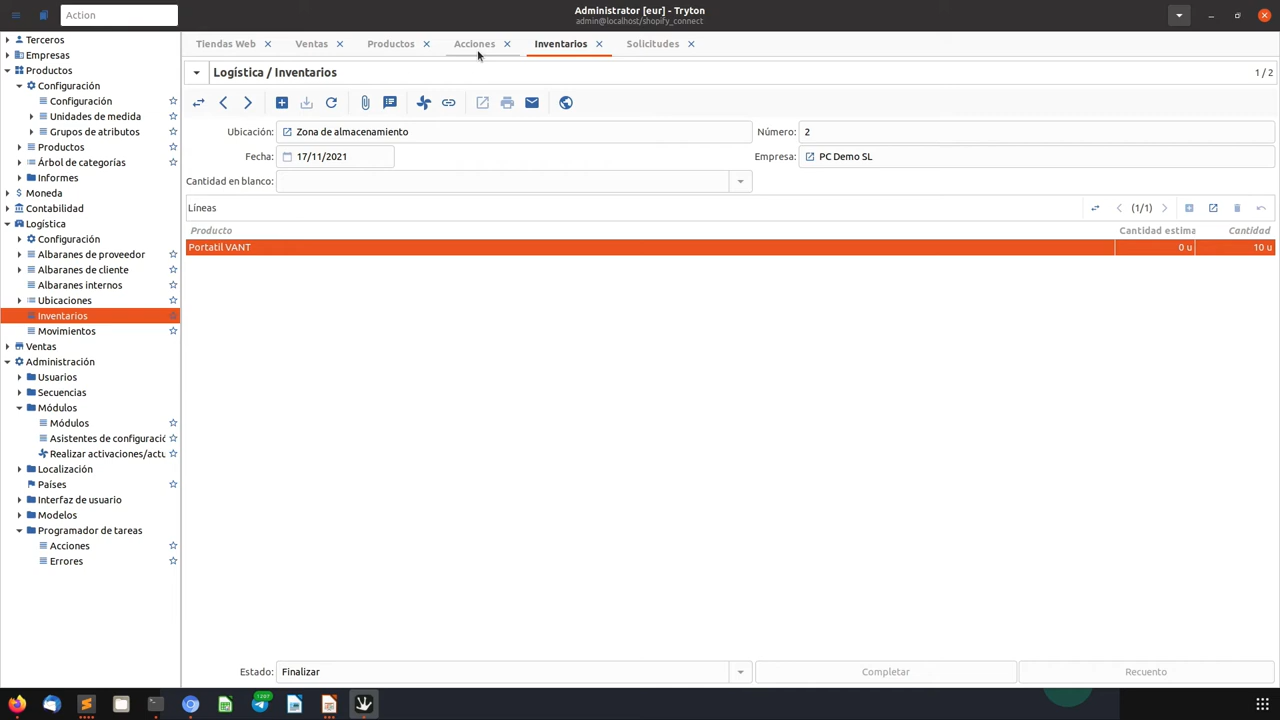 Administrator [eur] - Tryton
admin@localhost/shopify_connect
Action
Terceros
Empresas
Productos
Configuración
Configuración
Unidades de medida
Grupos de atributos
Productos
Árbol de categorías
Informes
Moneda
Contabilidad
Logística
Configuración
Albaranes de proveedor
Albaranes de cliente
Albaranes internos
Ubicaciones
Inventarios
Movimientos
Ventas
Administración
Usuarios
Secuencias
Módulos
Módulos
Asistentes de configuració
Realizar activaciones/actu
Localización
Países
Interfaz de usuario
Modelos
Programador de tareas
Acciones
Errores
Tiendas Web
Ventas
Productos
Acciones
Inventarios
Solicitudes
Logística / Inventarios
1 / 2
Ubicación: Zona de almacenamiento
Número: 2
Fecha: 17/11/2021
Empresa: PC Demo SL
Cantidad en blanco:
Líneas
(1/1)
Producto Cantidad estima Cantidad
Portatil VANT 0 u 10 u
Estado: Finalizar
Completar
Recuento
1207